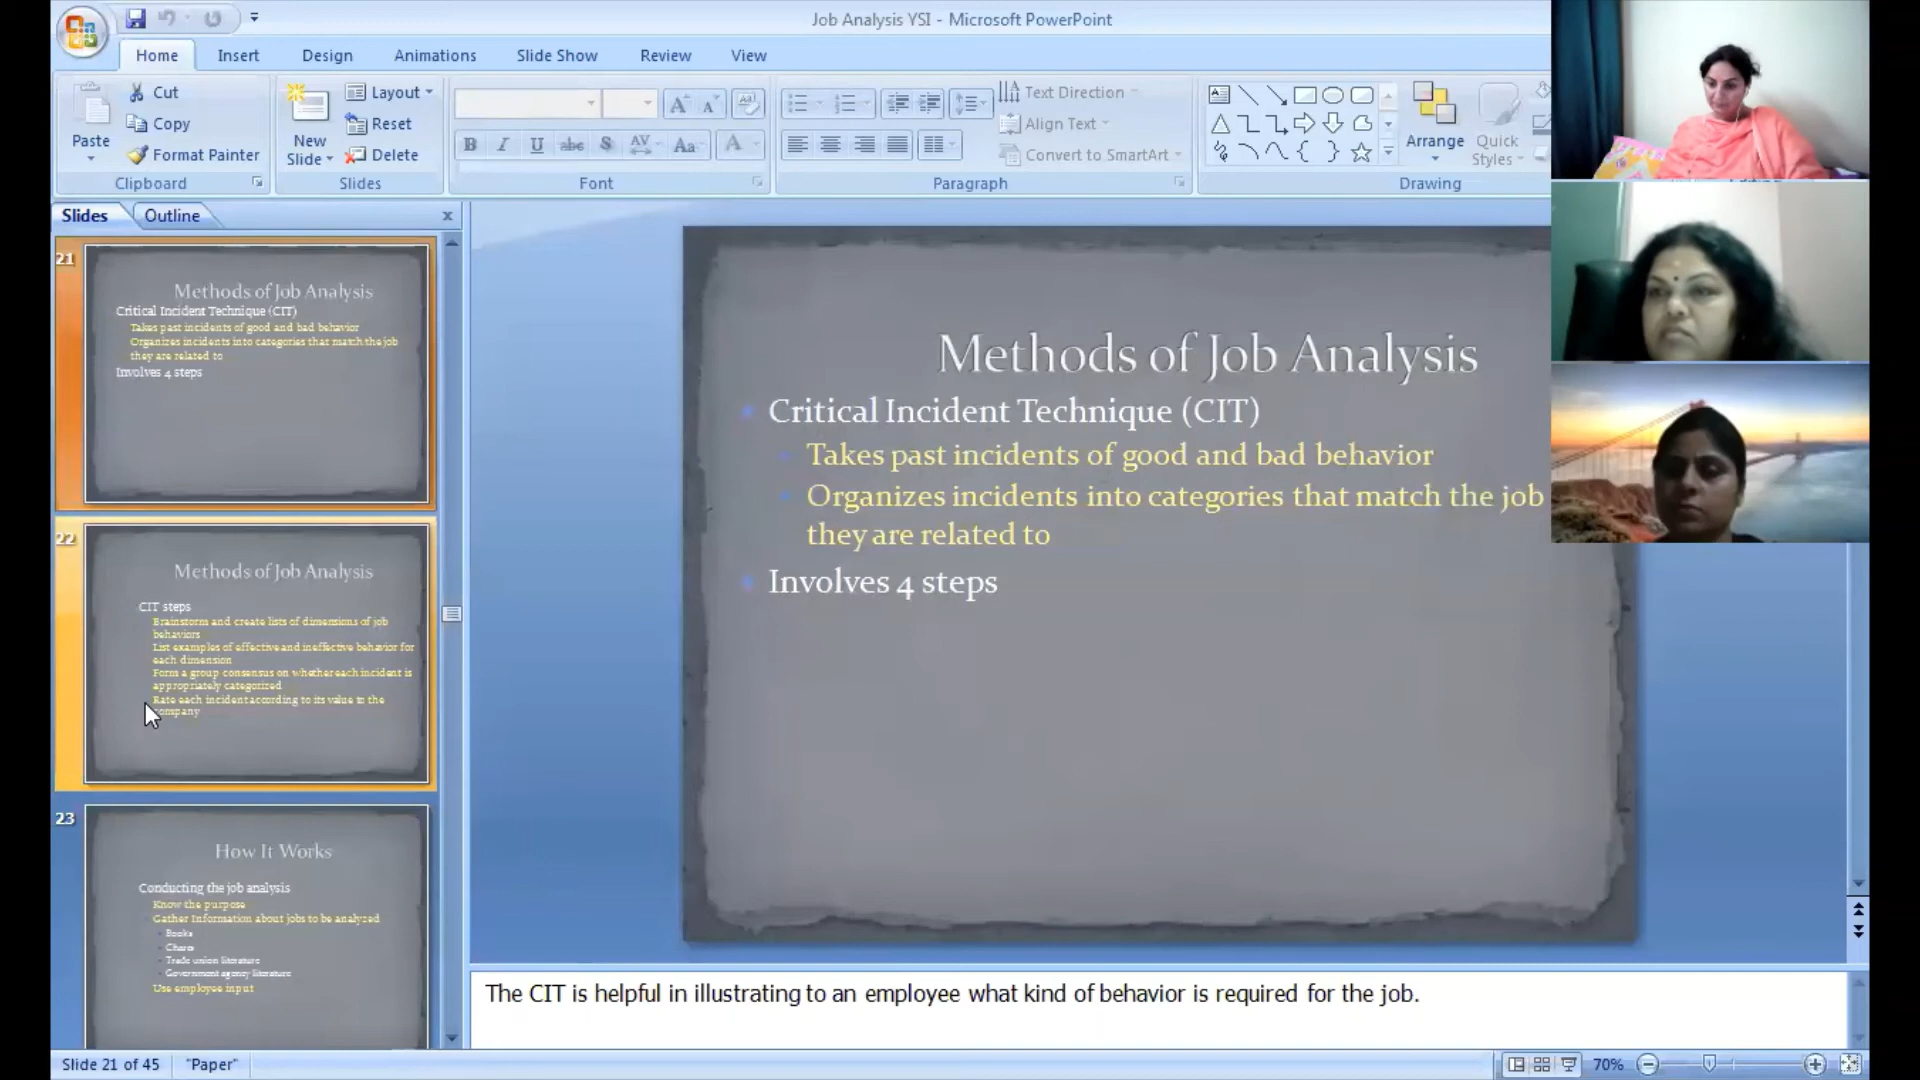 Job Analysis YSI - Microsoft PowerPoint
Home Insert Design Animations Slide Show Review View
Paste
Cut
Copy
Format Painter
Clipboard
New
Slide
Layout
Reset
Delete
Slides
B I U abc S AV Aa A
Font
Text Direction
Align Text
Convert to SmartArt
Paragraph
Arrange
Quick
Styles
Drawing
Slides Outline x
21
Methods of Job Analysis
Critical Incident Technique (CIT)
Takes past incidents of good and bad behavior
Organizes incidents into categories that match the job
they are related to
Involves 4 steps
22
Methods of Job Analysis
CIT steps
Brainstorm and create lists of dimensions of job
behaviors
List examples of effective and ineffective behavior for
each dimension
Form a group consensus on whether each incident is
appropriately categorized
Rate each incident according to its value to the
company
23
How It Works
Conducting the job analysis
Know the purpose
Gather Information about jobs to be analyzed
Books
Trade union literature
Government agency literature
Use employee input
Methods of Job Analysis
Critical Incident Technique (CIT)
Takes past incidents of good and bad behavior
Organizes incidents into categories that match the job
they are related to
Involves 4 steps
The CIT is helpful in illustrating to an employee what kind of behavior is required for the job.
Slide 21 of 45 "Paper" 70%